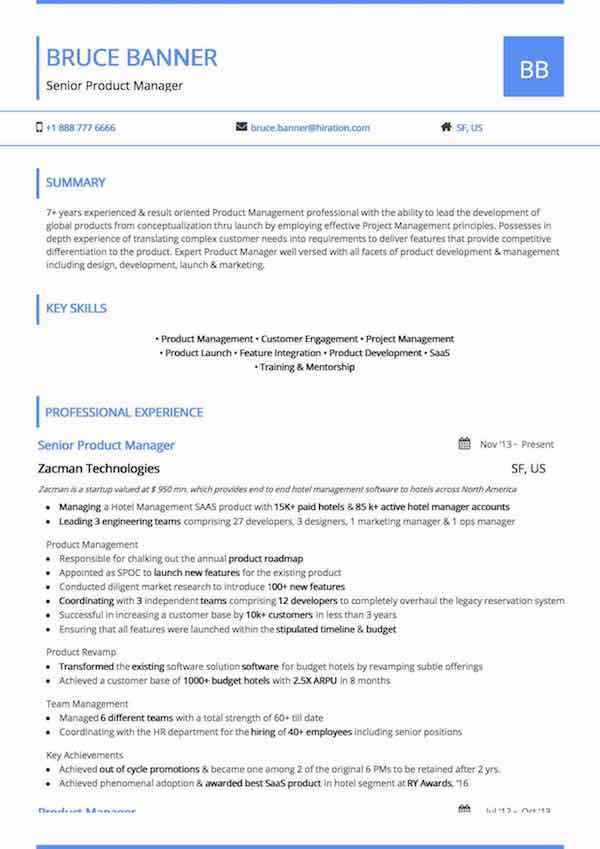 BRUCE BANNER
Senior Product Manager
BB
+1 888 777 6666 bruce.banner@hiration.com SF, US
SUMMARY
7+ years experienced & result oriented Product Management professional with the ability to lead the development of
global products from conceptualization thru launch by employing effective Project Management principles. Possesses in
depth experience of translating complex customer needs into requirements to deliver features that provide competitive
differentiation to the product. Expert Product Manager well versed with all facets of product development & management
including design, development, launch & marketing.
KEY SKILLS
• Product Management • Customer Engagement • Project Management
• Product Launch • Feature Integration • Product Development • SaaS
• Training & Mentorship
PROFESSIONAL EXPERIENCE
Senior Product Manager Nov '13 - Present
Zacman Technologies SF, US
Zacman is a startup valued at $ 950 mn. which provides end to end hotel management software to hotels across North America
• Managing a Hotel Management SAAS product with 15K+ paid hotels & 85 k+ active hotel manager accounts
• Leading 3 engineering teams comprising 27 developers, 3 designers, 1 marketing manager & 1 ops manager
Product Management
• Responsible for chalking out the annual product roadmap
• Appointed as SPOC to launch new features for the existing product
• Conducted diligent market research to introduce 100+ new features
• Coordinating with 3 independent teams comprising 12 developers to completely overhaul the legacy reservation system
• Successful in increasing a customer base by 10k+ customers in less than 3 years
• Ensuring that all features were launched within the stipulated timeline & budget
Product Revamp
• Transformed the existing software solution software for budget hotels by revamping subtle offerings
• Achieved a customer base of 1000+ budget hotels with 2.5X ARPU in 8 months
Team Management
• Managed 6 different teams with a total strength of 60+ till date
• Coordinating with the HR department for the hiring of 40+ employees including senior positions
Key Achievements
• Achieved out of cycle promotions & became one among 2 of the original 6 PMs to be retained after 2 yrs.
• Achieved phenomenal adoption & awarded best SaaS product in hotel segment at RY Awards, '16
Product Manager Jul '12 - Oct '13